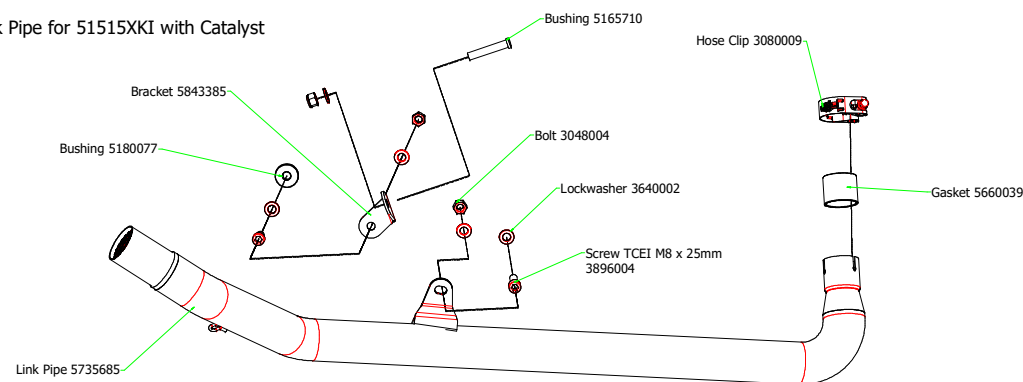 Pipe for 51515XKI with Catalyst
Bushing 5165710
Hose Clip 3080009
Bracket 5843385
Bolt 3048004
Bushing 5180077
Lockwasher 3640002
Gasket 5660039
Screw TCEI M8 x 25mm
3896004
Link Pipe 5735685